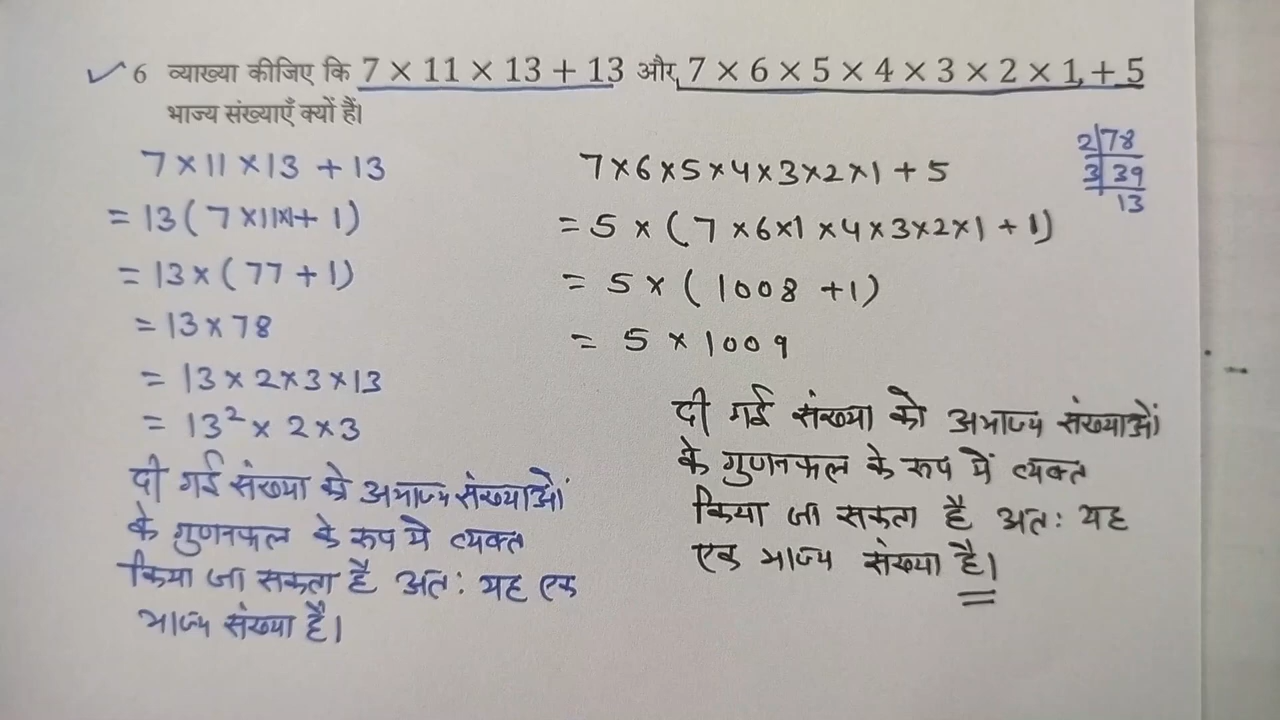 6 व्याख्या कीजिए कि 7 × 11 × 13 + 13 और 7 × 6 × 5 × 4 × 3 × 2 × 1 + 5
भाज्य संख्याएँ क्यों हैं।
7 × 11 × 13 + 13
= 13 ( 7 × 11 × 1 + 1 )
= 13 × ( 77 + 1 )
= 13 × 78
= 13 × 2 × 3 × 13
= 13² × 2 × 3
दी गई संख्या को अभाज्य संख्याओं
के गुणनफल के रूप मे व्यक्त
किया जा सकता है अत: यह एक
भाज्य संख्या है।
7 × 6 × 5 × 4 × 3 × 2 × 1 + 5
= 5 × ( 7 × 6 × 1 × 4 × 3 × 2 × 1 + 1 )
= 5 × ( 1008 + 1 )
= 5 × 1009
दी गई संख्या को अभाज्य संख्याओं
के गुणनफल के रूप में व्यक्त
किया जा सकता है अत: यह
एक भाज्य संख्या है।
2 | 78
3 | 39
13